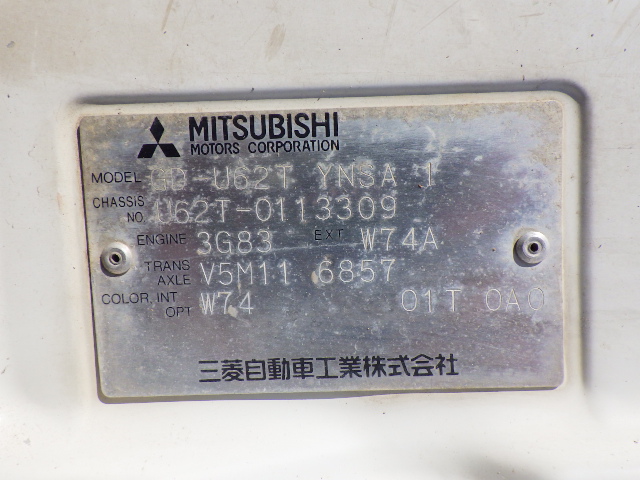 MITSUBISHI
MOTORS CORPORATION
MODEL GD-U62T YNSA 1
CHASSIS NO. U62T-0113309
ENGINE 3G83 EXT W74A
TRANS AXLE V5M11 6857
COLOR, INT OPT W74 01T 0A0
三菱自動車工業株式会社